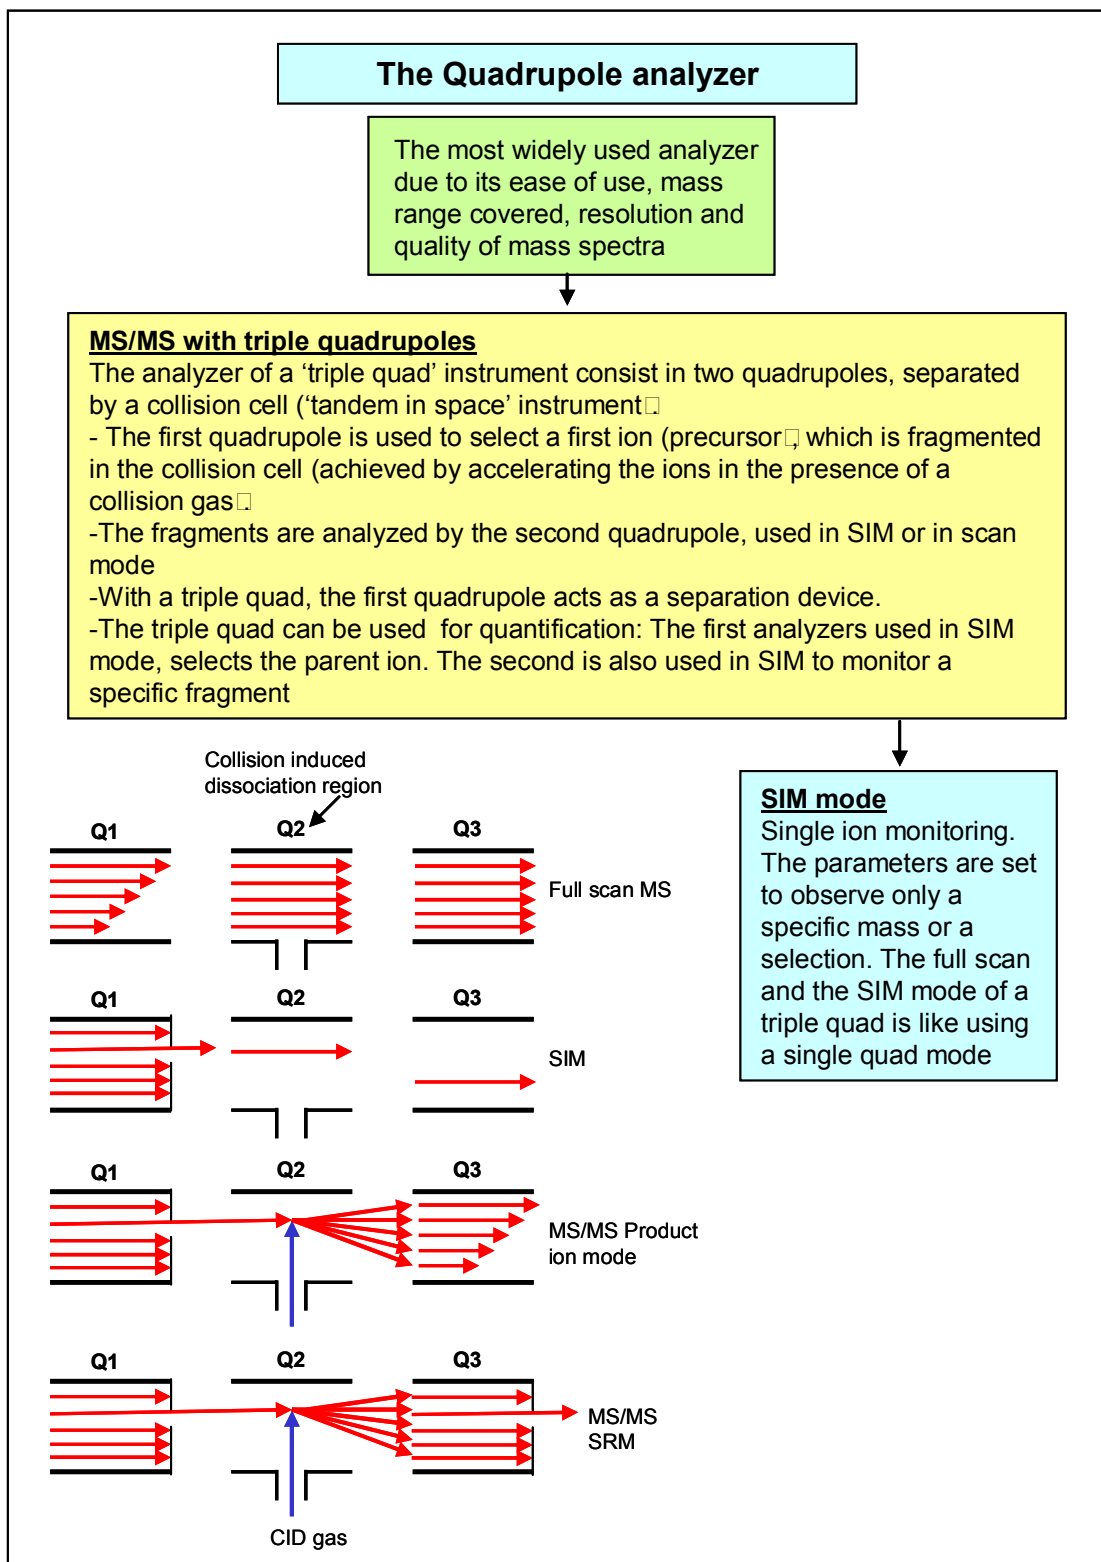 The Quadrupole analyzer
The most widely used analyzer
due to its ease of use, mass
range covered, resolution and
quality of mass spectra
MS/MS with triple quadrupoles
The analyzer of a ‘triple quad’ instrument consist in two quadrupoles, separated
by a collision cell (‘tandem in space’ instrument□.
- The first quadrupole is used to select a first ion (precursor□, which is fragmented
in the collision cell (achieved by accelerating the ions in the presence of a
collision gas□.
-The fragments are analyzed by the second quadrupole, used in SIM or in scan
mode
-With a triple quad, the first quadrupole acts as a separation device.
-The triple quad can be used for quantification: The first analyzers used in SIM
mode, selects the parent ion. The second is also used in SIM to monitor a
specific fragment
SIM mode
Single ion monitoring.
The parameters are set
to observe only a
specific mass or a
selection. The full scan
and the SIM mode of a
triple quad is like using
a single quad mode
Collision induced
dissociation region
Q1
Q2
Q3
Full scan MS
Q1
Q2
Q3
SIM
Q1
Q2
Q3
MS/MS Product
ion mode
Q1
Q2
Q3
MS/MS
SRM
CID gas